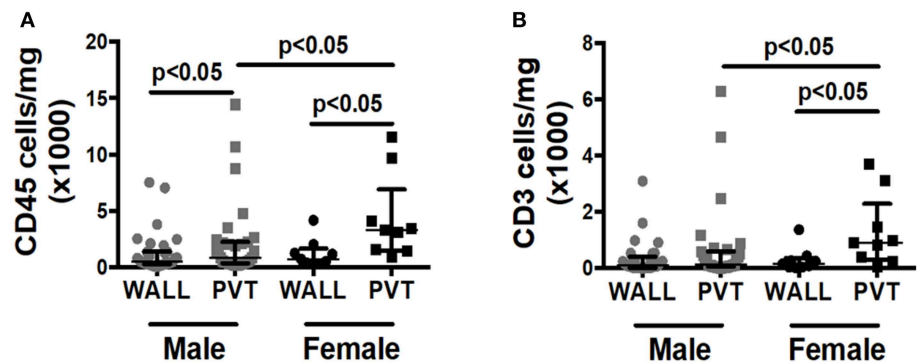 A
CD45 cells/mg
(x1000)
20
15
10
5
0
p<0.05
p<0.05
p<0.05
WALL PVT WALL PVT
Male Female
B
CD3 cells/mg
(x1000)
8
6
4
2
0
p<0.05
p<0.05
WALL PVT WALL PVT
Male Female